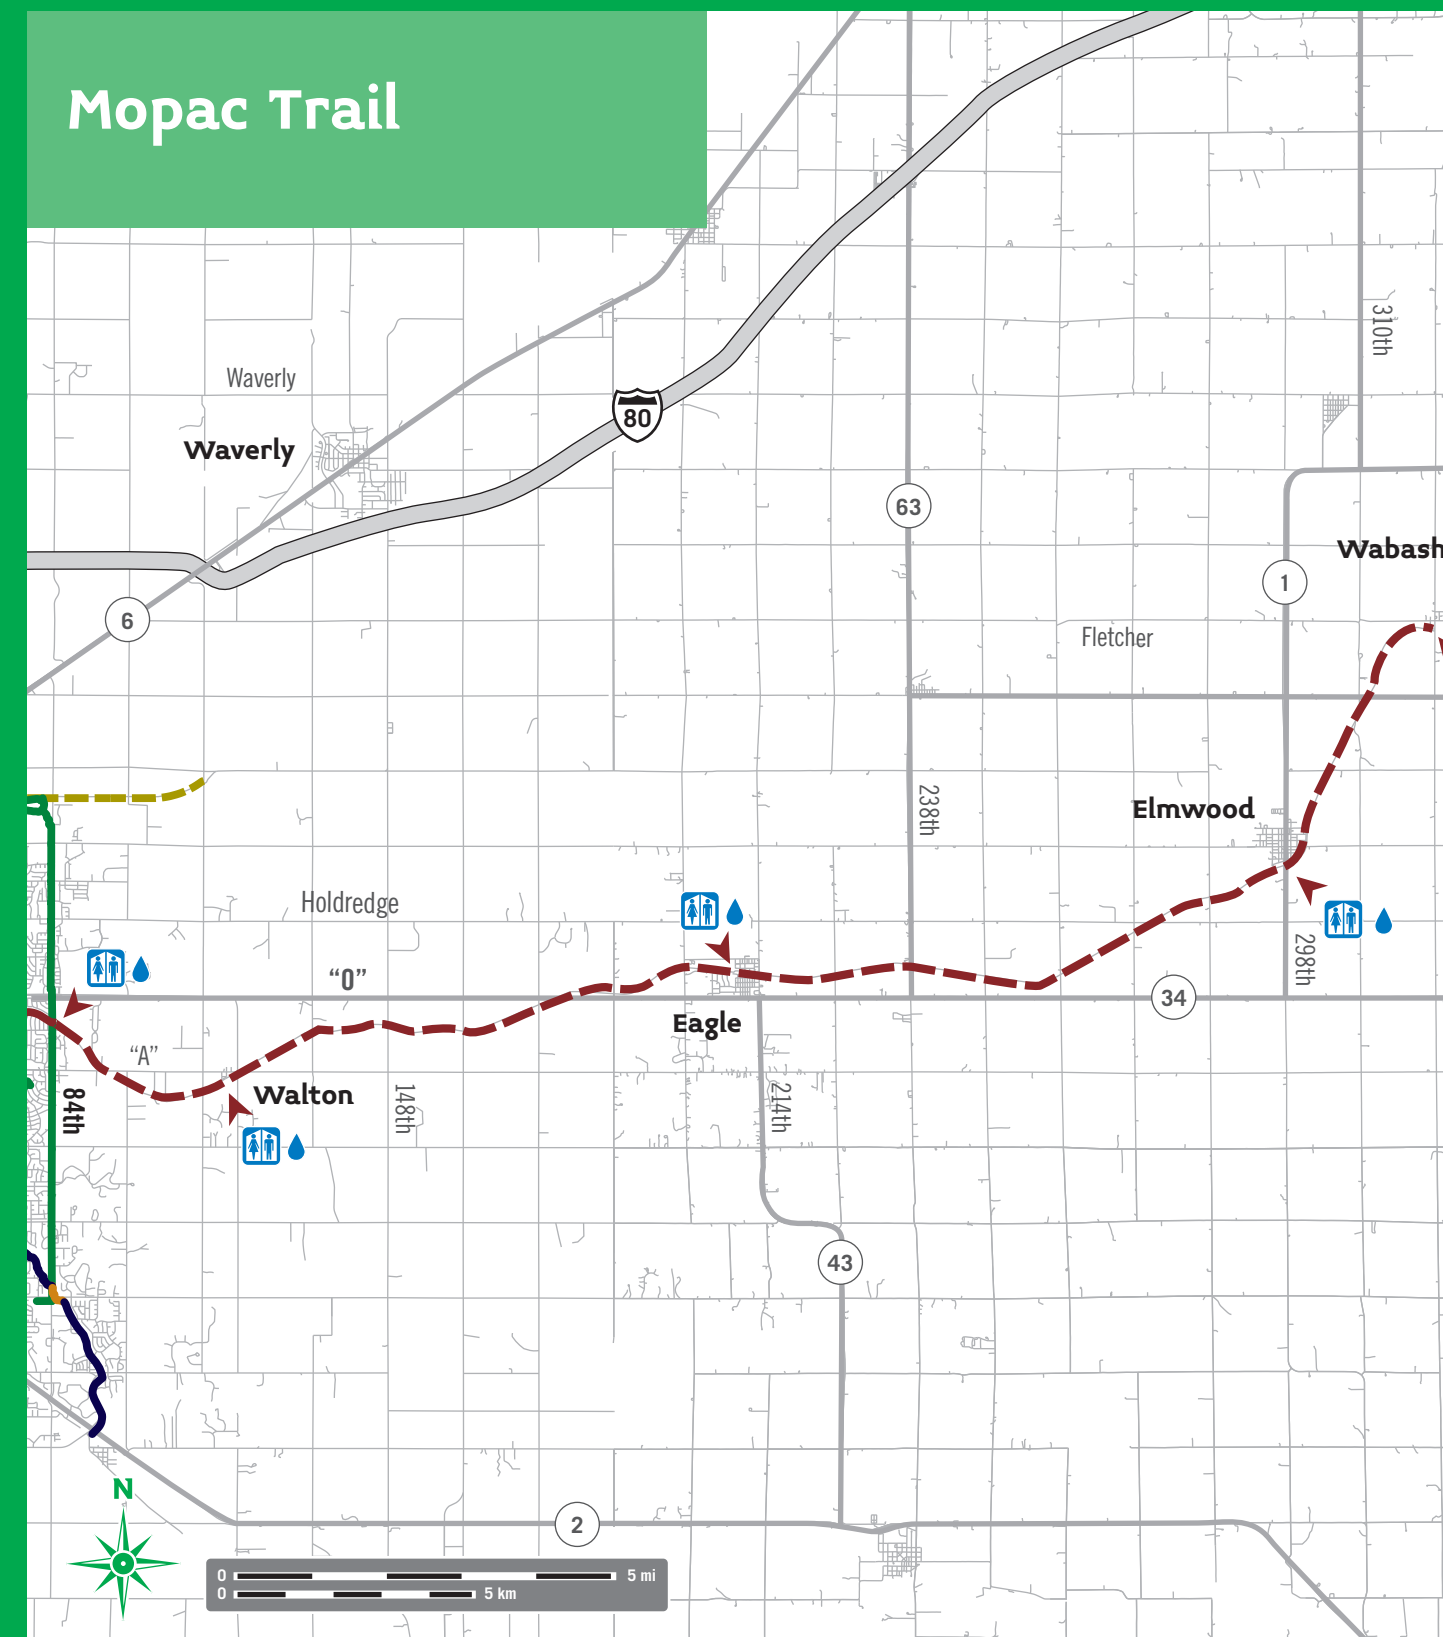 Mopac Trail
310th
Waverly
80
Waverly
63
Wabash
1
6
Fletcher
238th
Elmwood
Holdredge
"O"
298th
34
Eagle
"A"
84th
Walton
148th
214th
43
N
2
0 5 mi
0 5 km